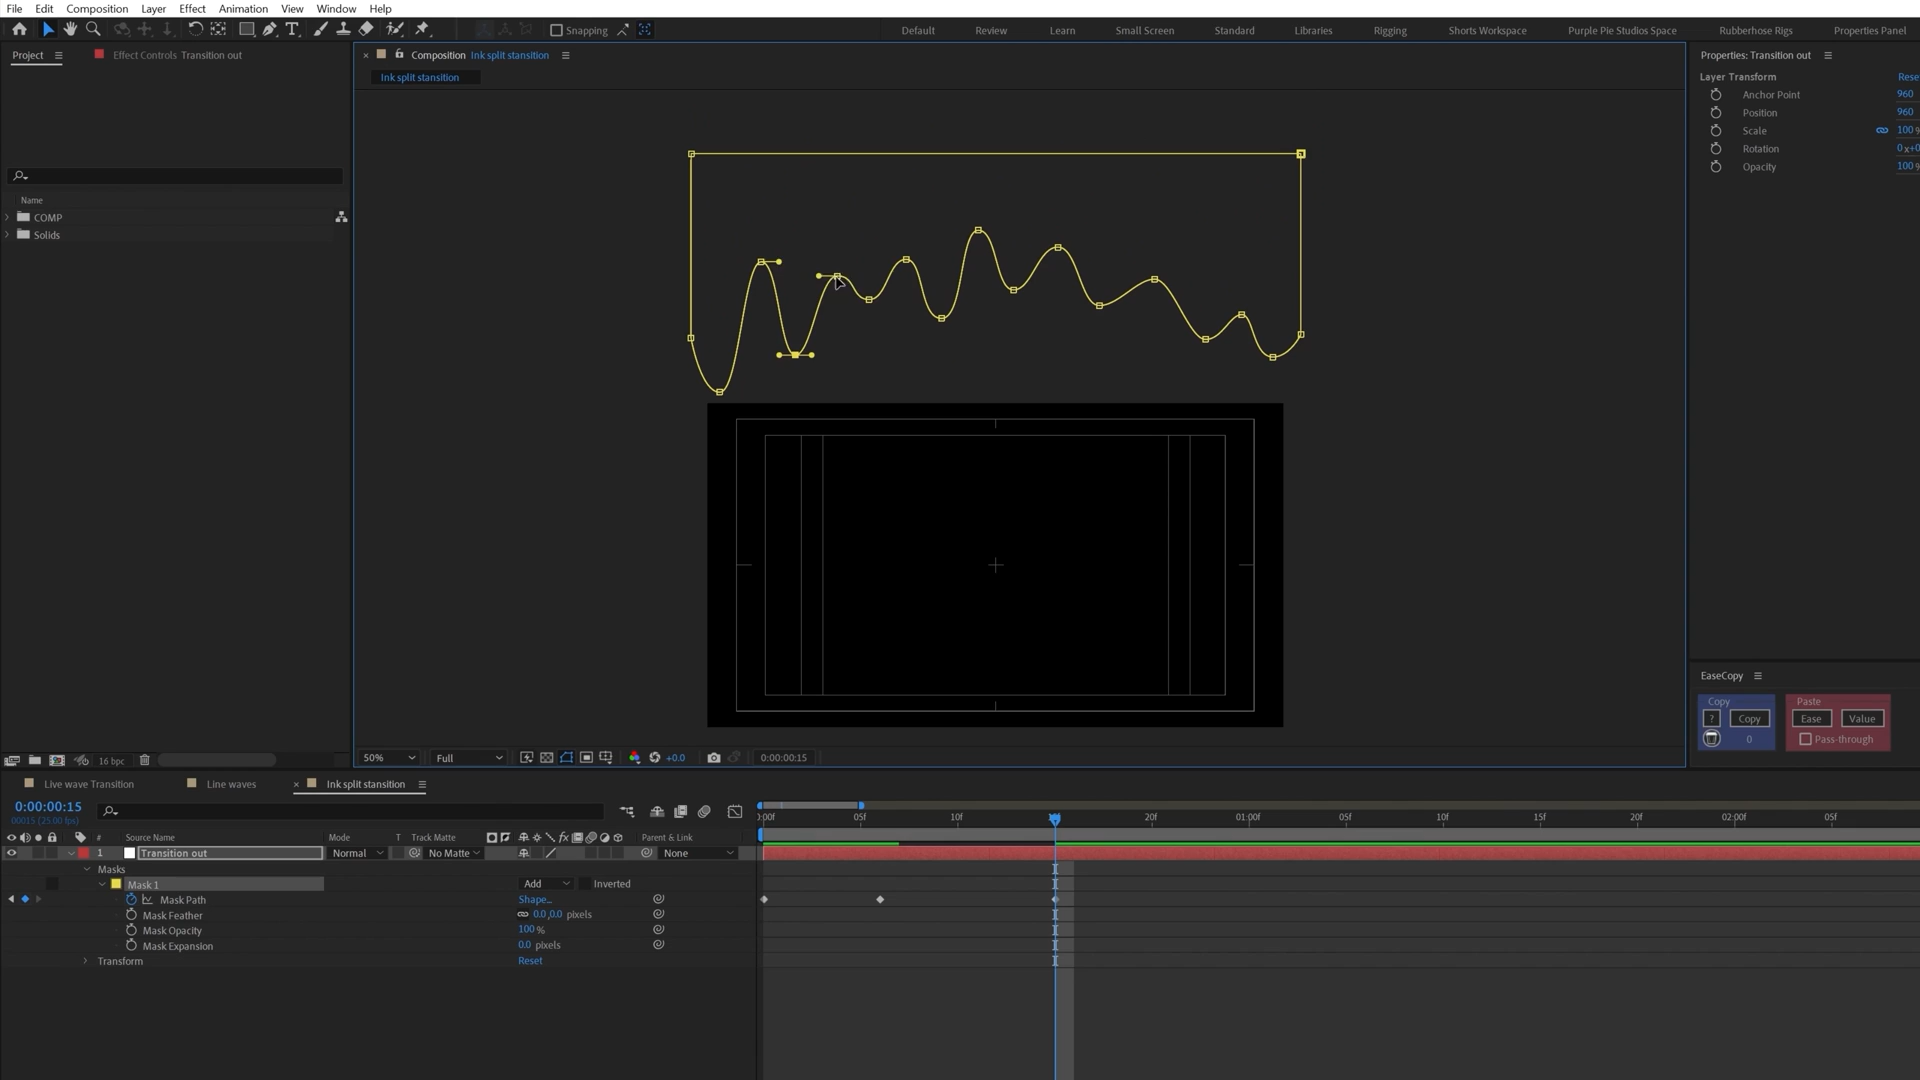 File Edit Composition Layer Effect Animation View Window Help
Snapping Default Review Learn Small Screen Standard Libraries Rigging Shorts Workspace Purple Pie Studios Space Rubberhose Rigs Properties Panel
Project Effect Controls Transition out
Composition Ink split stansition
Properties: Transition out
Ink split stansition
Layer Transform Rese
Anchor Point 960
Position 960
Scale 100 %
Rotation 0 x+0
Opacity 100 %
Name
COMP
Solids
EaseCopy
Copy Paste
? Copy Ease Value
0 Pass-through
16 bpc
50% Full +0.0 0:00:00:15
Live wave Transition Line waves Ink split stansition
0:00:00:15
00015 (25.00 fps)
:00f 05f 10f 20f 01:00f 05f 10f 15f 20f 02:00f 05f
# Source Name Mode T Track Matte fx Parent & Link
1 Transition out Normal No Matte None
Masks
Mask 1 Add Inverted
Mask Path Shape...
Mask Feather 0.0,0.0 pixels
Mask Opacity 100 %
Mask Expansion 0.0 pixels
Transform Reset